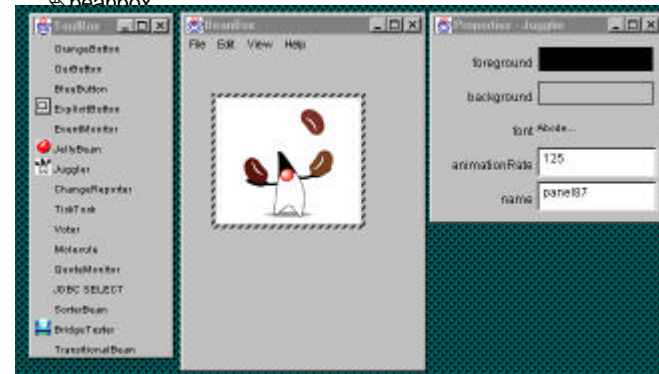 beanbox
ToolBox
OrangeButton
OurButton
BlueButton
ExplicitButton
EventMonitor
JellyBean
Juggler
ChangeReporter
TickTock
Voter
Molecule
QuoteMonitor
JDBC SELECT
SorterBean
BridgeTester
TransitionalBean
BeanBox
File Edit View Help
Properties - Juggler
foreground
background
font Abcde...
animationRate 125
name panel87